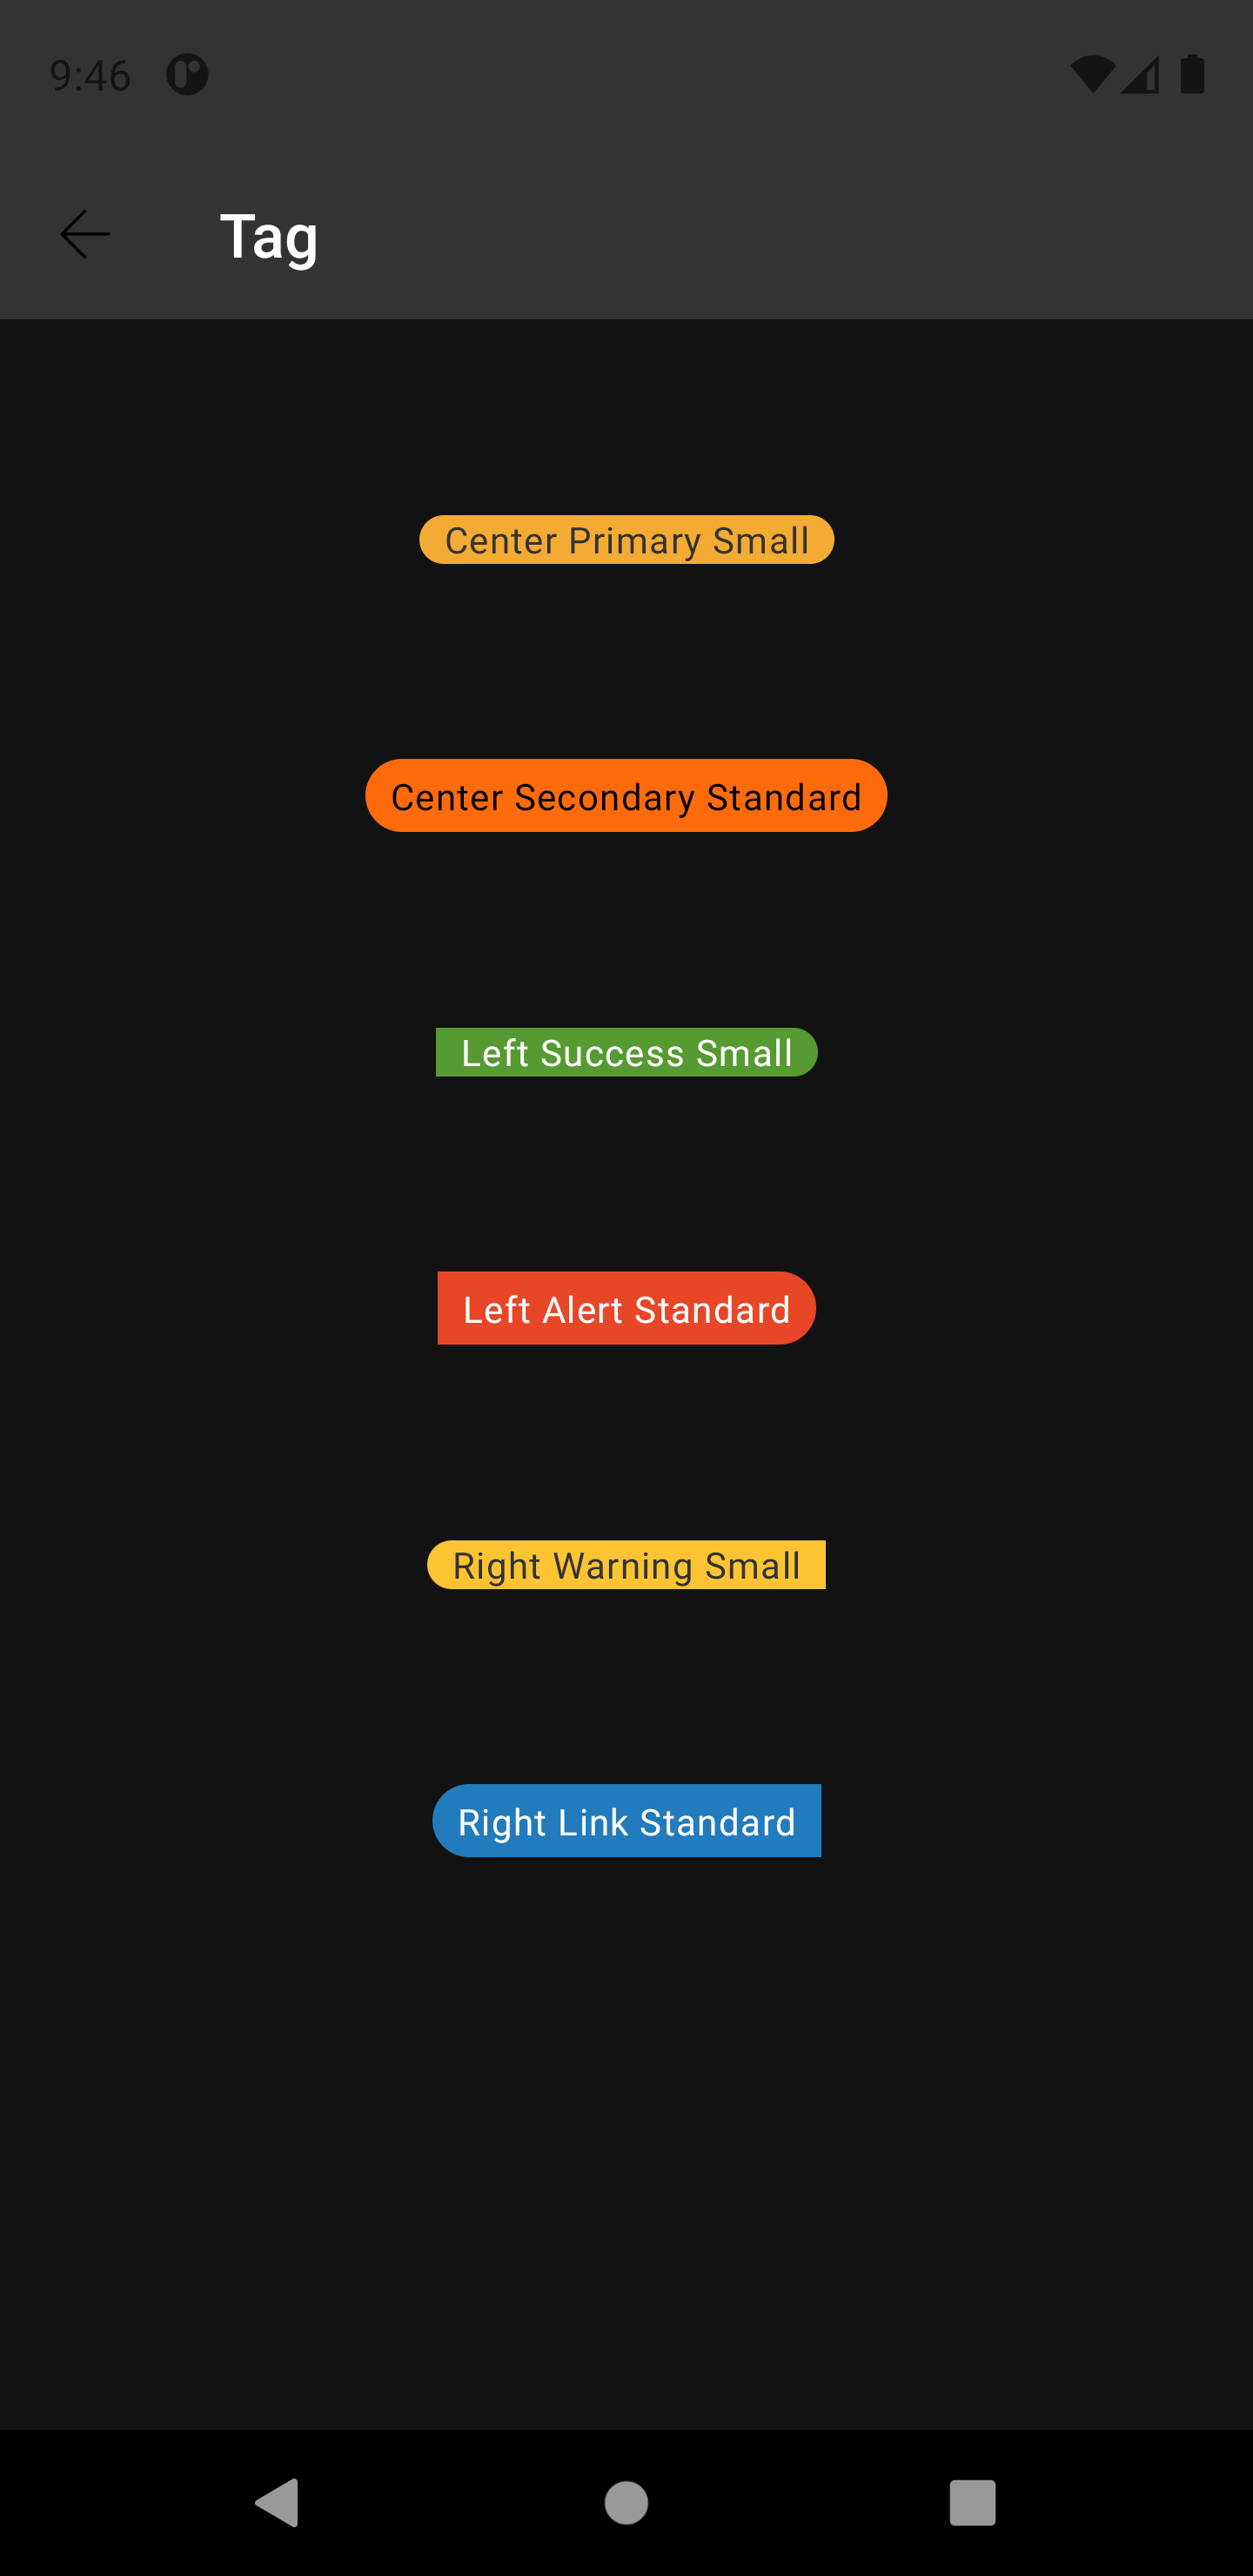 9:46
Tag
Center Primary Small
Center Secondary Standard
Left Success Small
Left Alert Standard
Right Warning Small
Right Link Standard